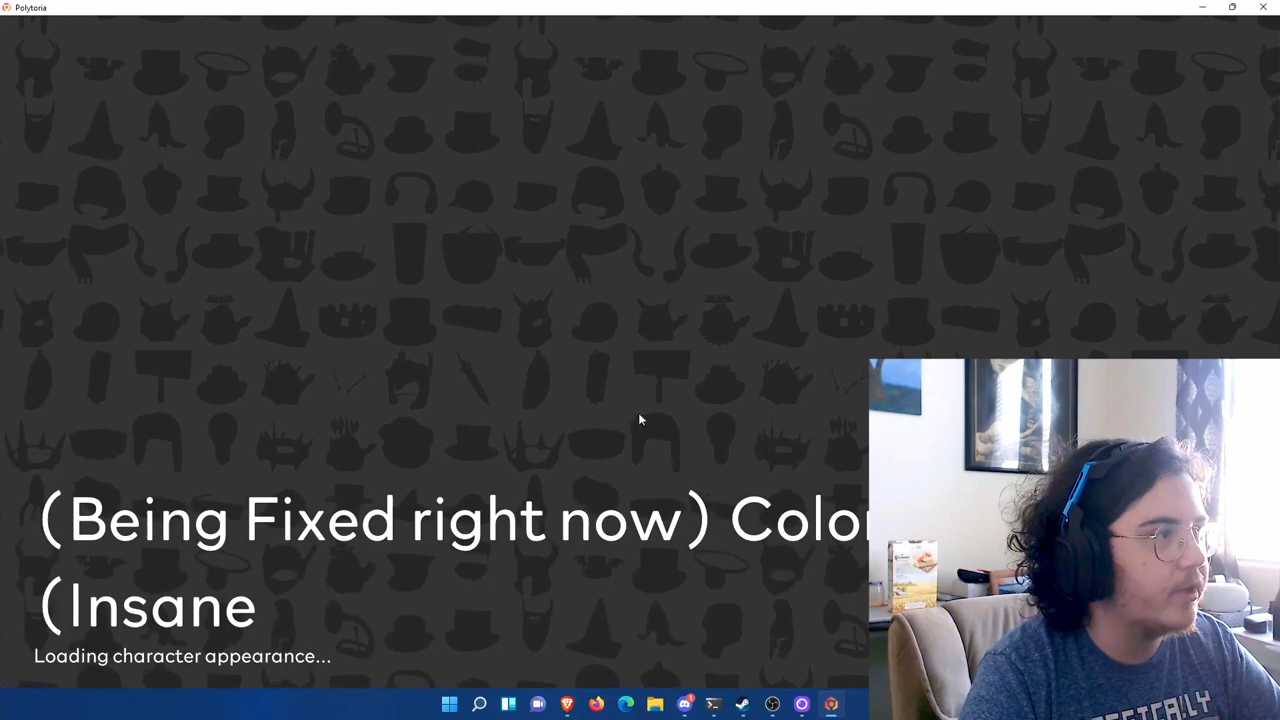 Polytoria
(Being Fixed right now) Color
(Insane
Loading character appearance...